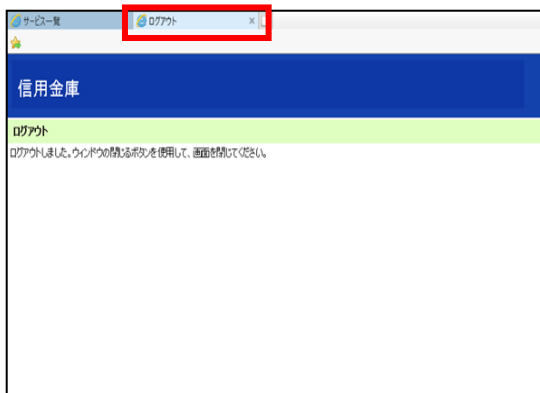 サービス一覧
ログアウト
信用金庫
ログアウト
ログアウトしました。ウィンドウの閉じるボタンを使用して、画面を閉じてください。